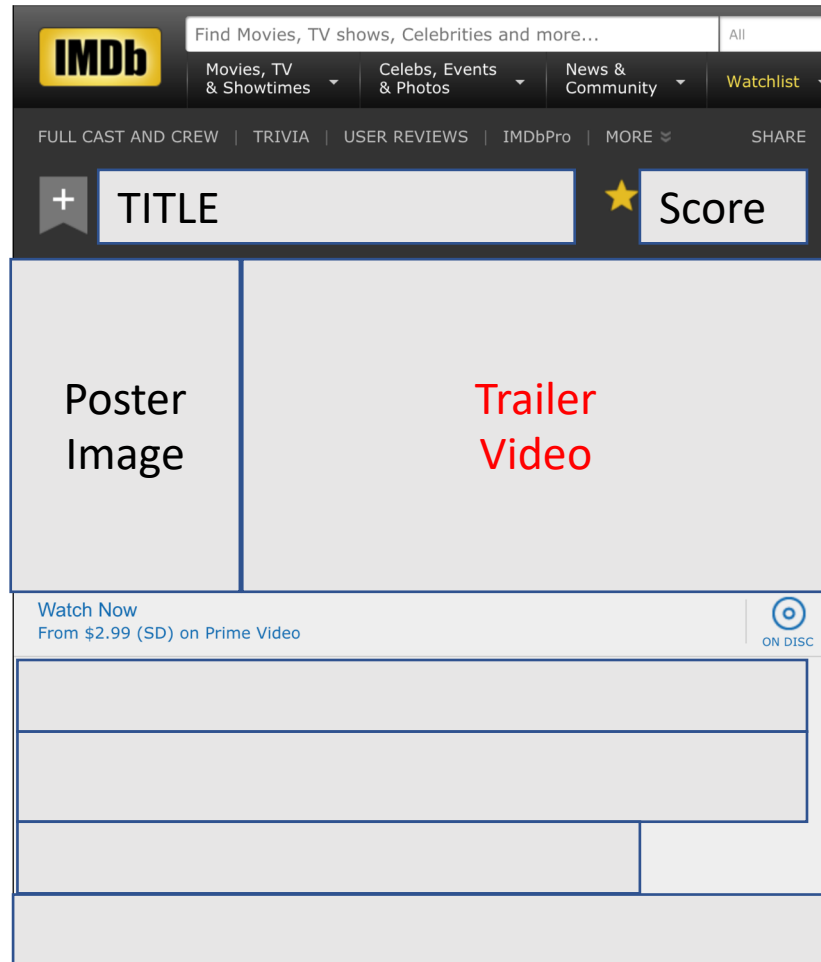 IMDb
Find Movies, TV shows, Celebrities and more...
All
Movies, TV
& Showtimes
Celebs, Events
& Photos
News &
Community
Watchlist
FULL CAST AND CREW | TRIVIA | USER REVIEWS | IMDbPro | MORE
SHARE
+
TITLE
Score
Poster
Image
Trailer
Video
Watch Now
From $2.99 (SD) on Prime Video
ON DISC